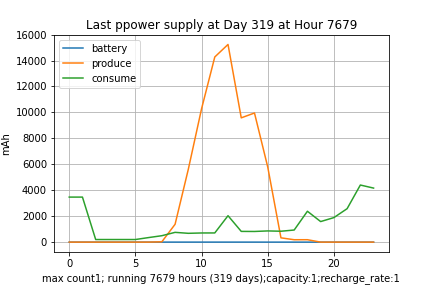 Last ppower supply at Day 319 at Hour 7679
16000
14000
12000
10000
8000
6000
4000
2000
0
mAh
battery
produce
consume
0
5
10
15
20
max count1; running 7679 hours (319 days);capacity:1;recharge_rate:1